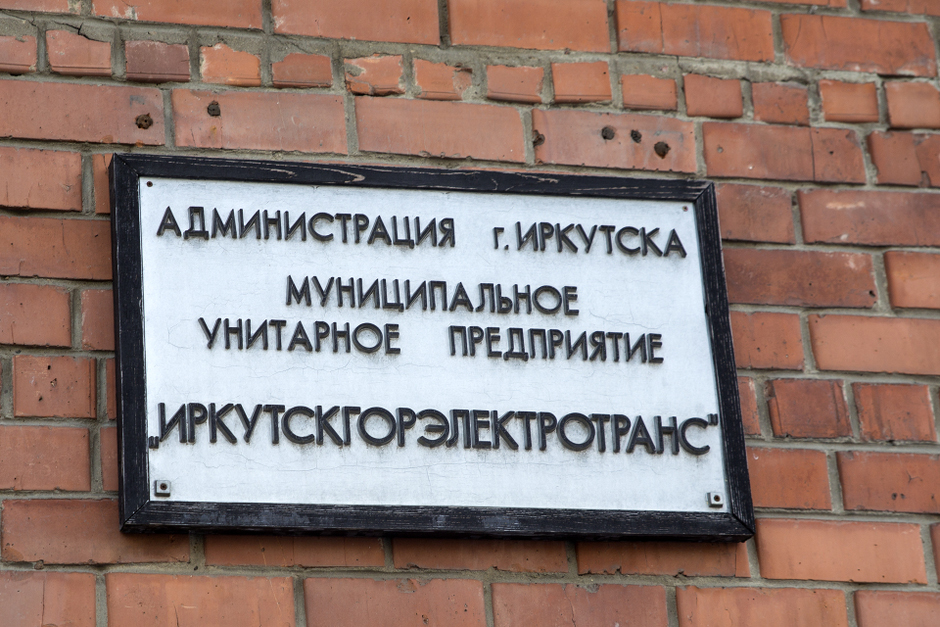 АДМИНИСТРАЦИЯ г. ИРКУТСКА
МУНИЦИПАЛЬНОЕ
УНИТАРНОЕ ПРЕДПРИЯТИЕ
„ИРКУТСКГОРЭЛЕКТРОТРАНС"